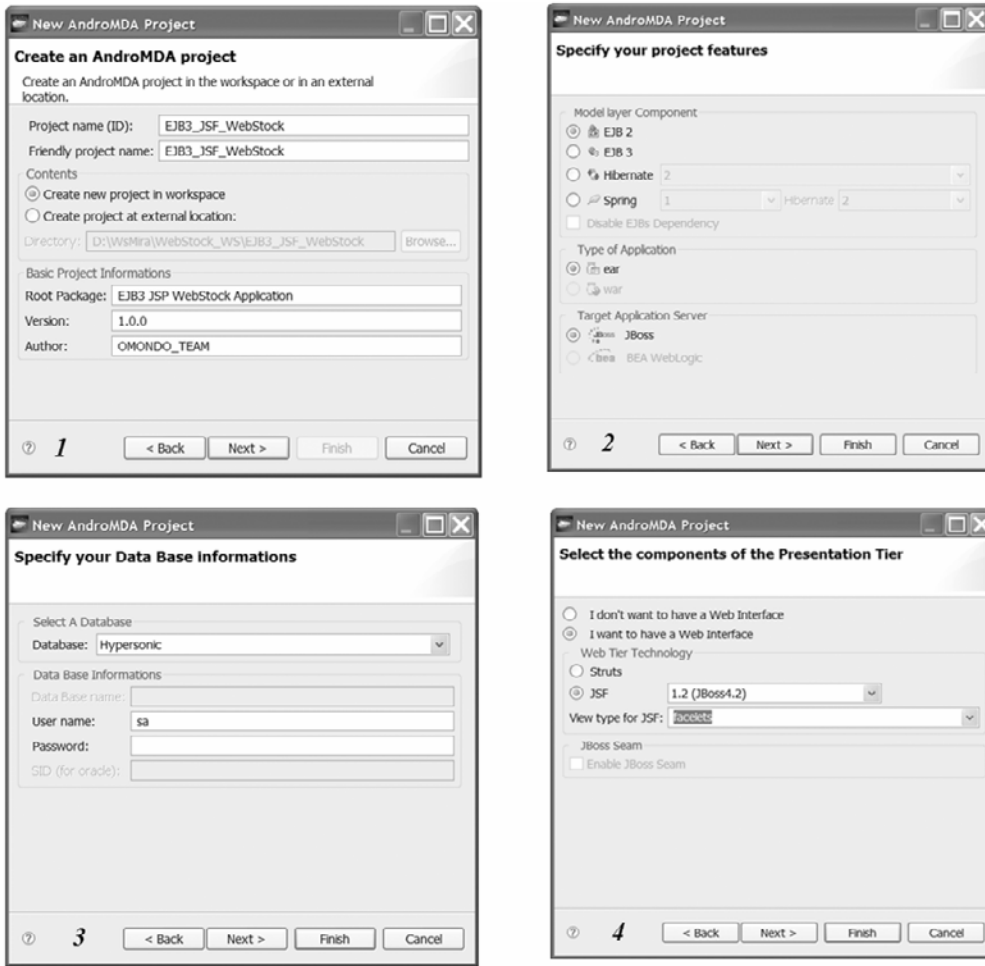 New AndroMDA Project
Create an AndroMDA project
Create an AndroMDA project in the workspace or in an external
location.
Project name (ID): EJB3_JSF_WebStock
Friendly project name: EJB3_JSF_WebStock
Contents
Create new project in workspace
Create project at external location:
Directory: D:\WsMra\WebStock_WS\EJB3_JSF_WebStock Browse...
Basic Project Informations
Root Package: EJB3 JSP WebStock Application
Version: 1.0.0
Author: OMONDO_TEAM
1 < Back Next > Finish Cancel
New AndroMDA Project
Specify your project features
Model layer Component
EJB 2
EJB 3
Hibernate 2
Spring 1 Hibernate 2
Disable EJBs Dependency
Type of Application
ear
war
Target Application Server
JBoss JBoss
bea BEA WebLogic
2 < Back Next > Finish Cancel
New AndroMDA Project
Specify your Data Base informations
Select A Database
Database: Hypersonic
Data Base Informations
Data Base name:
User name: sa
Password:
SID (for oracle):
3 < Back Next > Finish Cancel
New AndroMDA Project
Select the components of the Presentation Tier
I don't want to have a Web Interface
I want to have a Web Interface
Web Tier Technology
Struts
JSF 1.2 (JBoss4.2)
View type for JSF: facelets
JBoss Seam
Enable JBoss Seam
4 < Back Next > Finish Cancel